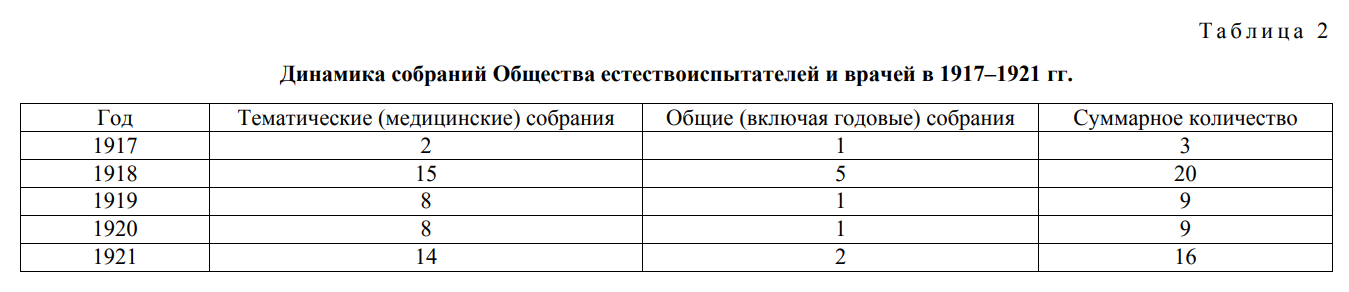 Таблица 2
Динамика собраний Общества естествоиспытателей и врачей в 1917–1921 гг.
Год Тематические (медицинские) собрания Общие (включая годовые) собрания Суммарное количество
1917 2 1 3
1918 15 5 20
1919 8 1 9
1920 8 1 9
1921 14 2 16